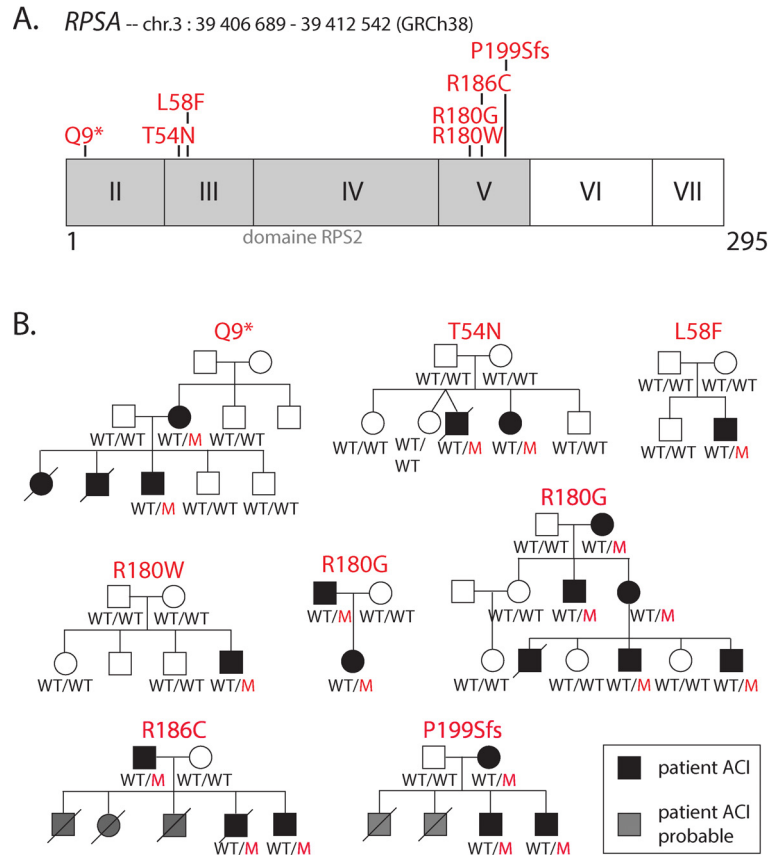 A. RPSA -- chr.3 : 39 406 689 - 39 412 542 (GRCh38)
P199Sfs
R186C
L58F
R180G
Q9* T54N R180W
II III IV V VI VII
1 domaine RPS2 295
B.
Q9* T54N L58F
WT/WT WT/WT WT/WT WT/WT
WT/WT WT/M WT/WT
WT/WT WT/WT WT/M WT/M WT/WT WT/WT WT/M
WT/M WT/WT WT/WT
R180G
WT/WT WT/M
R180W R180G
WT/WT WT/WT WT/M WT/WT WT/WT WT/M WT/M
WT/WT WT/WT WT/M WT/M WT/WT WT/WT WT/M WT/WT WT/M
R186C P199Sfs
WT/M WT/WT WT/WT WT/M
WT/M WT/M WT/M WT/M
patient ACI
patient ACI
probable